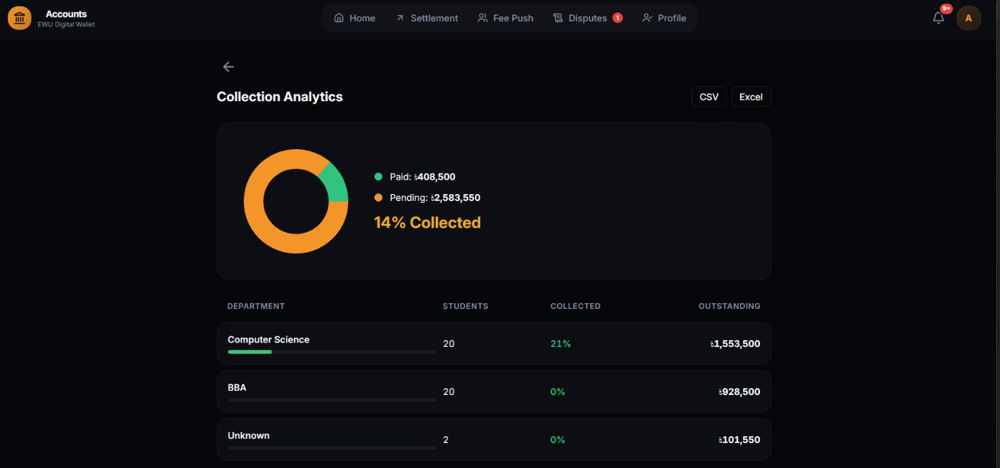 Accounts
EWU Digital Wallet
Home Settlement Fee Push Disputes 1 Profile
9+
A
Collection Analytics
CSV Excel
Paid: ৳408,500
Pending: ৳2,583,550
14% Collected
DEPARTMENT STUDENTS COLLECTED OUTSTANDING
Computer Science 20 21% ৳1,553,500
BBA 20 0% ৳928,500
Unknown 2 0% ৳101,550